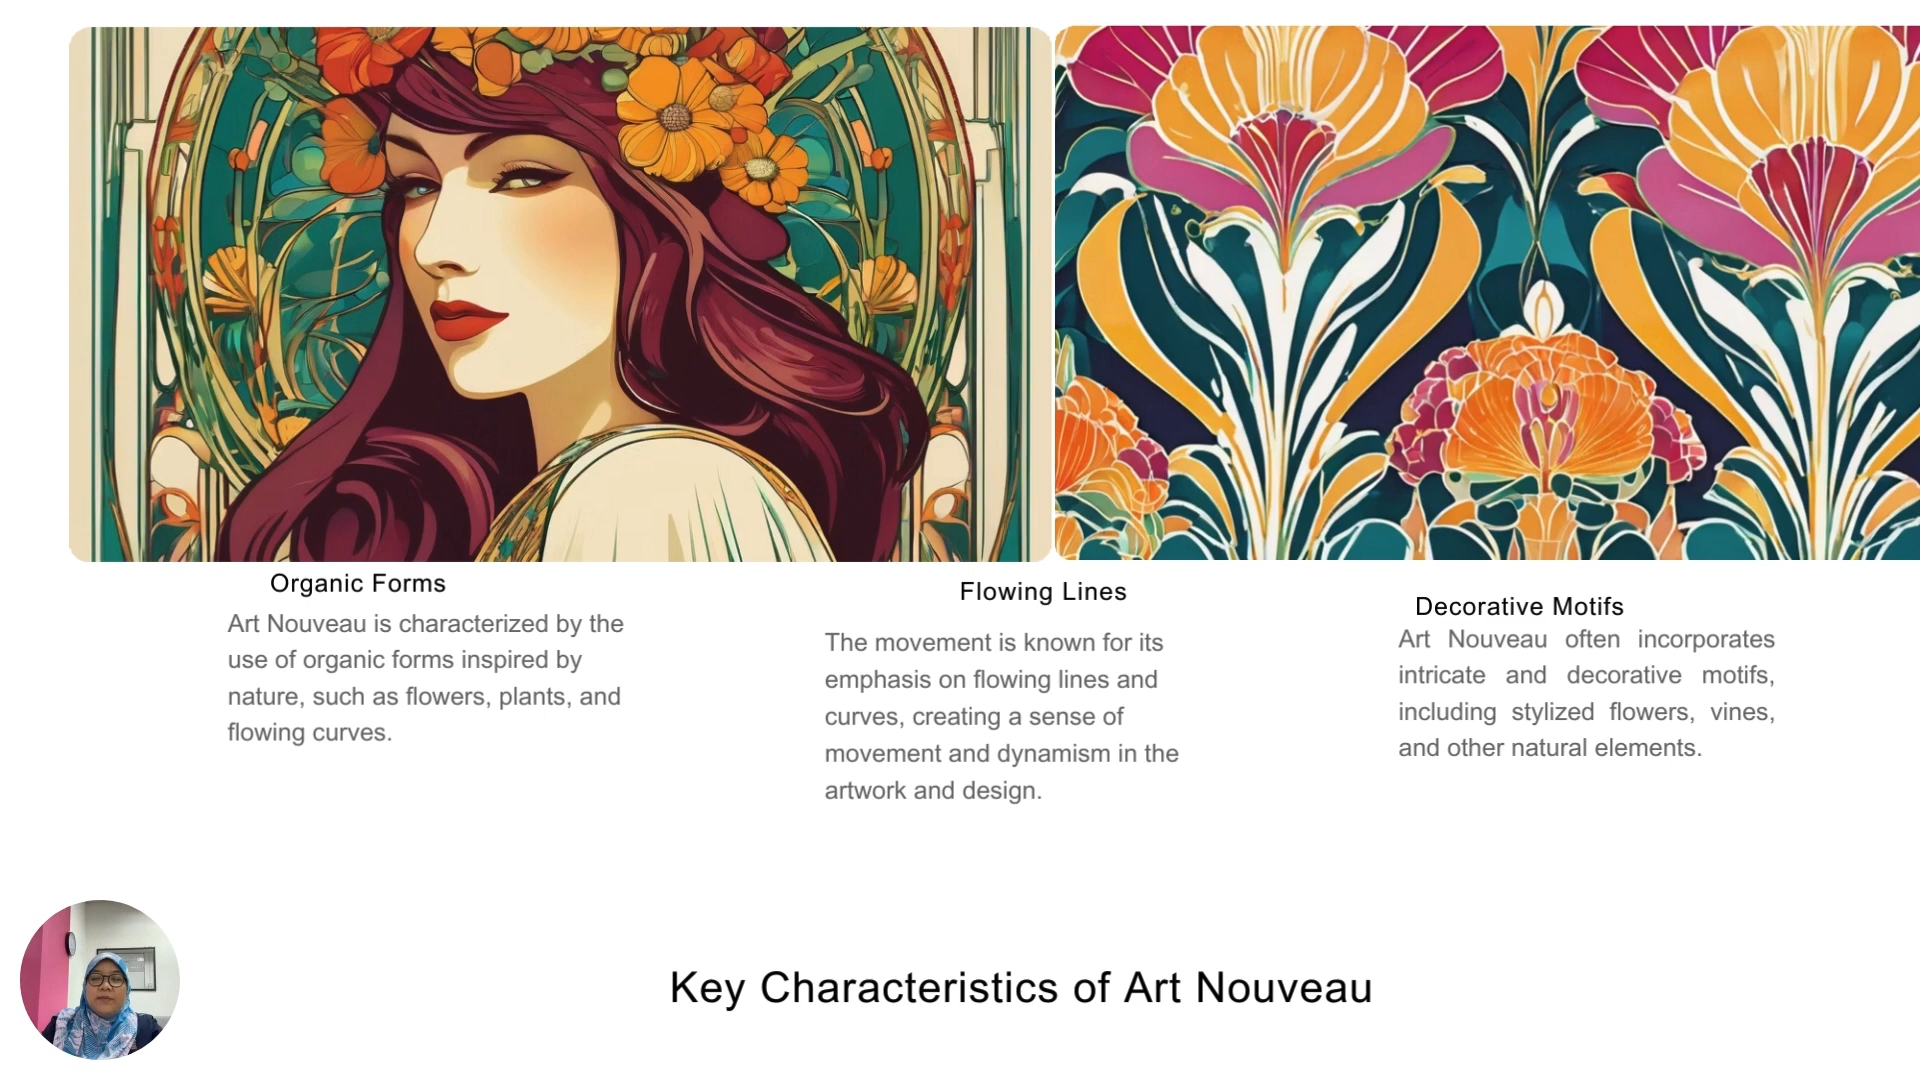 Organic Forms
Art Nouveau is characterized by the
use of organic forms inspired by
nature, such as flowers, plants, and
flowing curves.
Flowing Lines
The movement is known for its
emphasis on flowing lines and
curves, creating a sense of
movement and dynamism in the
artwork and design.
Decorative Motifs
Art Nouveau often incorporates
intricate and decorative motifs,
including stylized flowers, vines,
and other natural elements.
Key Characteristics of Art Nouveau